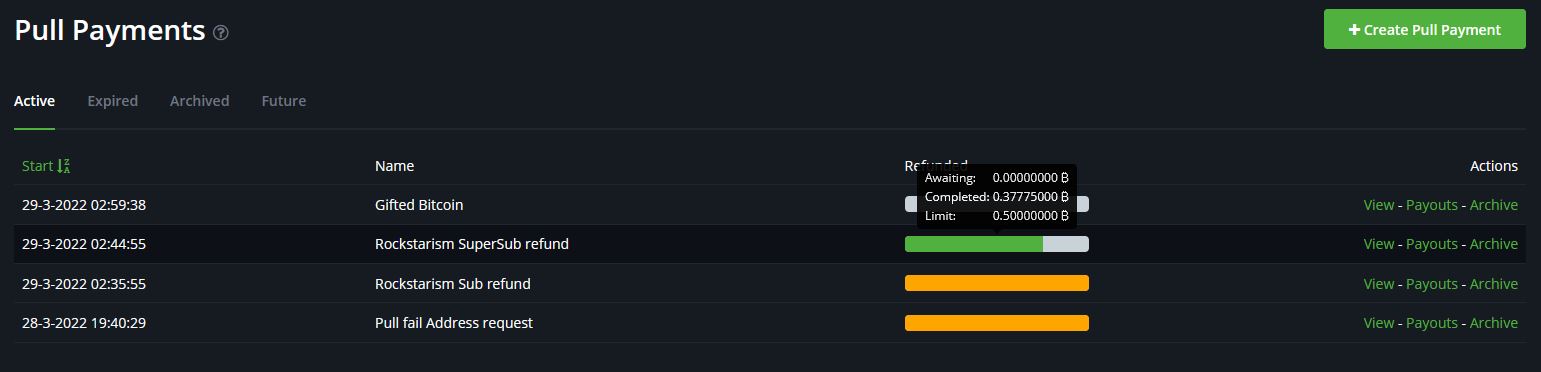 Pull Payments ?
+ Create Pull Payment
Active Expired Archived Future
Start Name Refunded Actions
Awaiting: 0.00000000 ₿
Completed: 0.37775000 ₿
Limit: 0.50000000 ₿
29-3-2022 02:59:38 Gifted Bitcoin View - Payouts - Archive
29-3-2022 02:44:55 Rockstarism SuperSub refund View - Payouts - Archive
29-3-2022 02:35:55 Rockstarism Sub refund View - Payouts - Archive
28-3-2022 19:40:29 Pull fail Address request View - Payouts - Archive